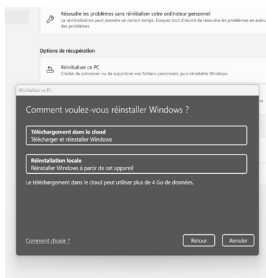 Résoudre les problèmes sans réinitialiser votre ordinateur personnel
La réinitialisation peut prendre un certain temps. Essayez tout d'abord de résoudre les problèmes en
des problèmes
Options de récupération
Réinitialiser ce PC
Choisir de conserver ou de supprimer vos fichiers personnels, puis réinstaller Windows
Réinitialiser ce PC
Comment voulez-vous réinstaller Windows ?
Téléchargement dans le cloud
Télécharger et réinstaller Windows
Réinstallation locale
Réinstaller Windows à partir de cet appareil
Le téléchargement dans le cloud peut utiliser plus de 4 Go de données.
Comment choisir ?
Retour
Annuler